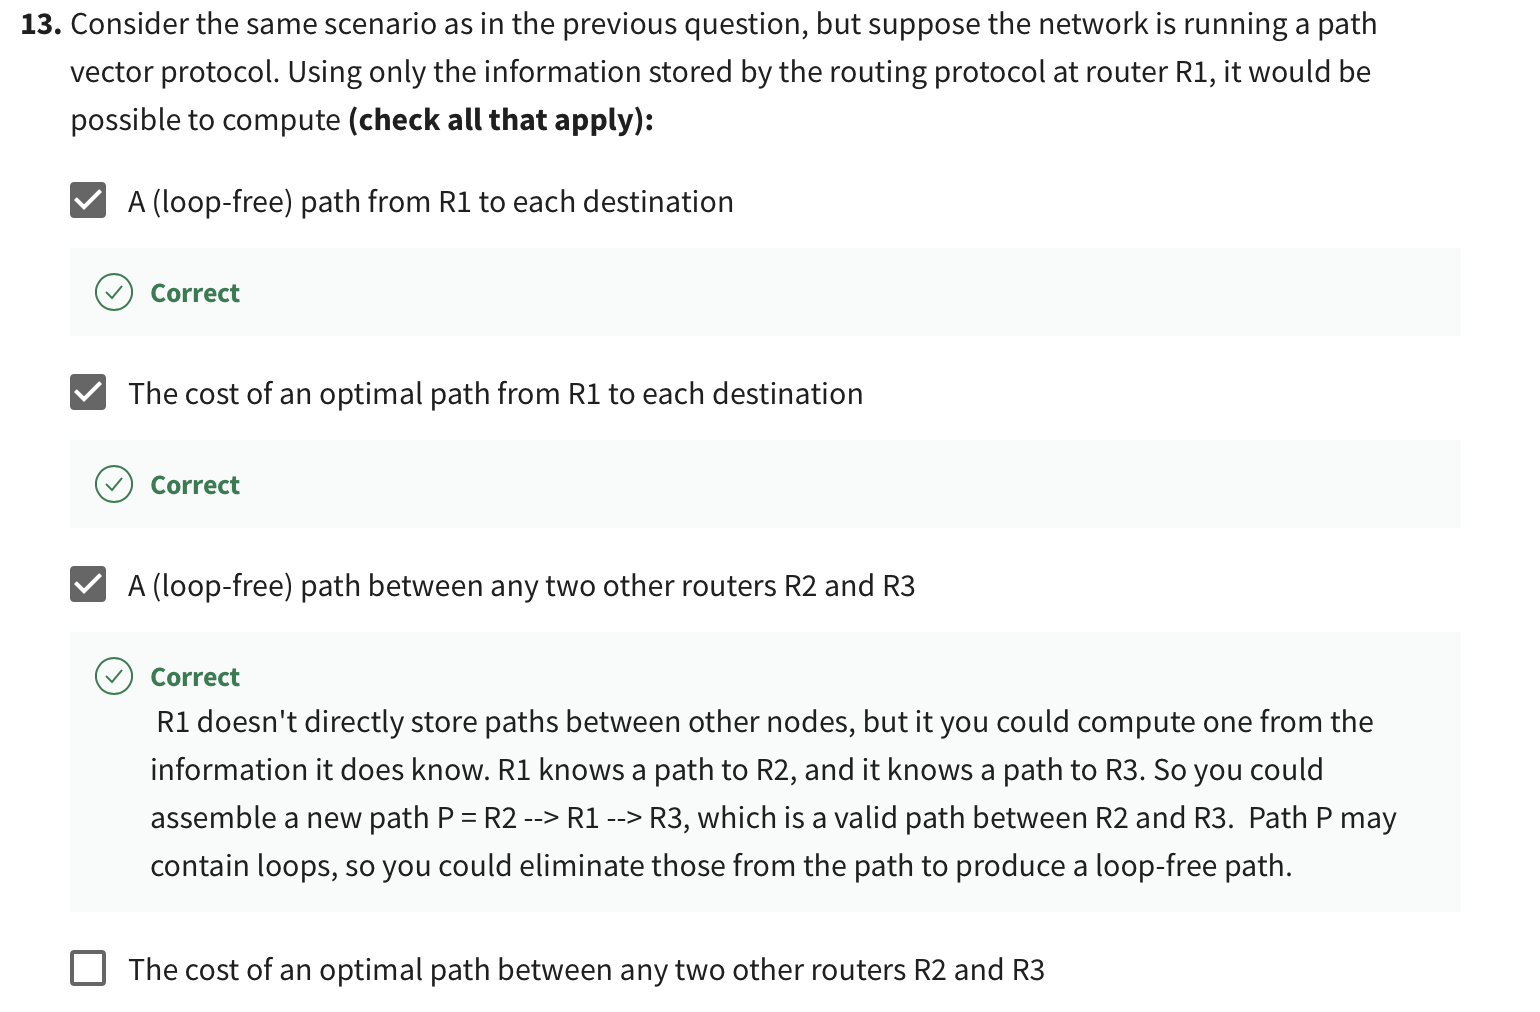 13. Consider the same scenario as in the previous question, but suppose the network is running a path
vector protocol. Using only the information stored by the routing protocol at router R1, it would be
possible to compute (check all that apply):
A (loop-free) path from R1 to each destination
Correct
The cost of an optimal path from R1 to each destination
Correct
A (loop-free) path between any two other routers R2 and R3
Correct
R1 doesn't directly store paths between other nodes, but it you could compute one from the
information it does know. R1 knows a path to R2, and it knows a path to R3. So you could
assemble a new path P = R2 --> R1 --> R3, which is a valid path between R2 and R3.  Path P may
contain loops, so you could eliminate those from the path to produce a loop-free path.
The cost of an optimal path between any two other routers R2 and R3